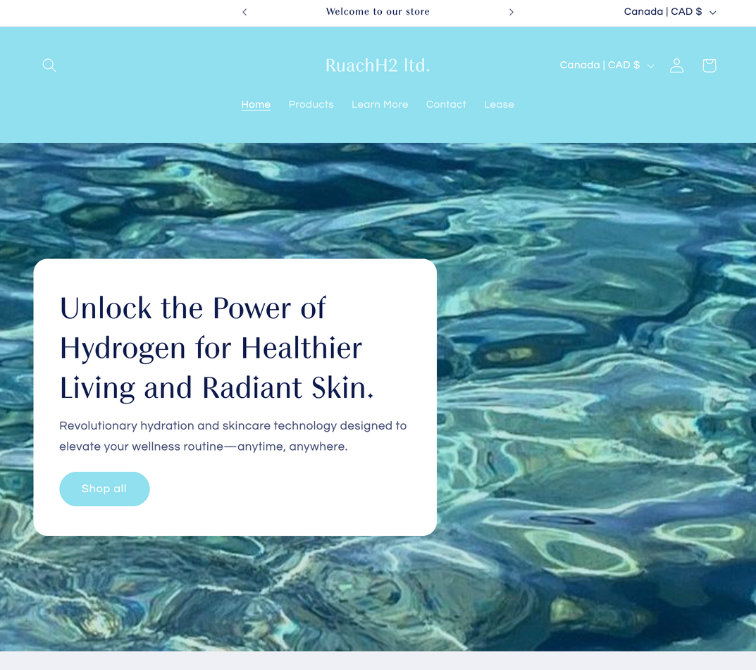 Welcome to our store
Canada | CAD $
RuachH2 ltd.
Canada | CAD $
Home Products Learn More Contact Lease
Unlock the Power of
Hydrogen for Healthier
Living and Radiant Skin.
Revolutionary hydration and skincare technology designed to
elevate your wellness routine—anytime, anywhere.
Shop all